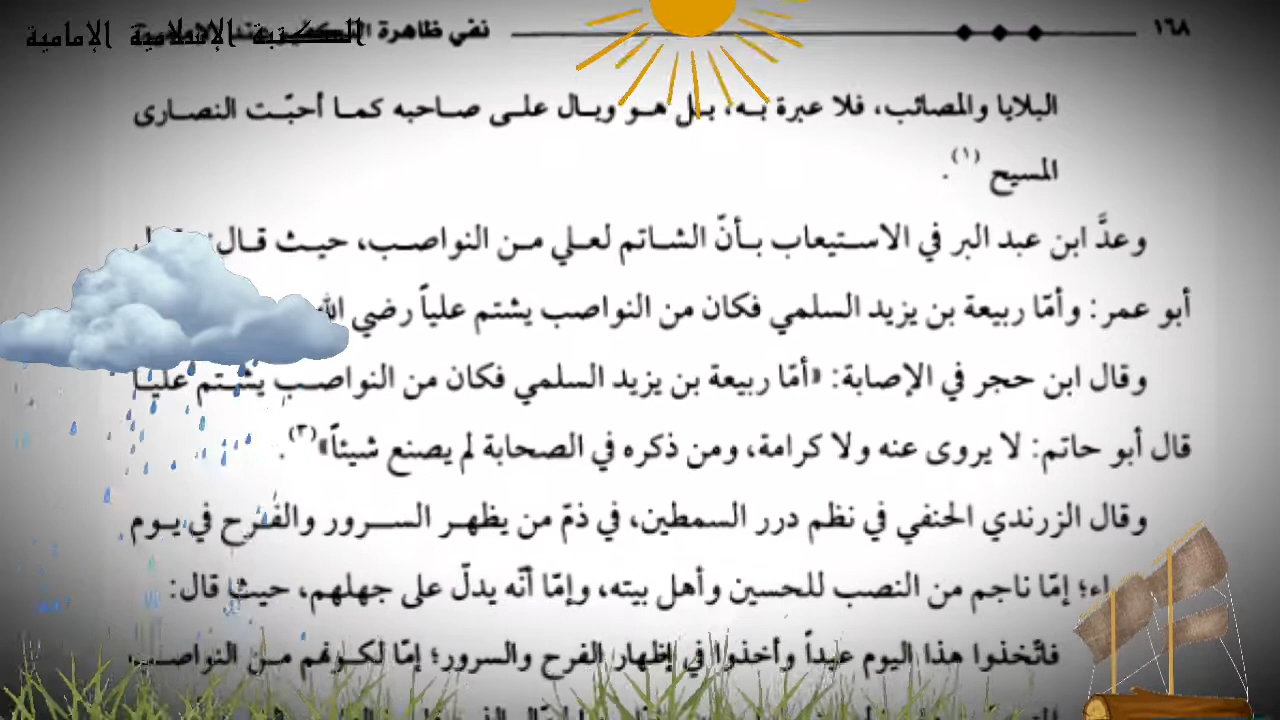 المكتبة الإسلامية الإمامية
نفي ظاهرة
١٦٨
البلايا والمصائب، فلا عبرة به، بل هو وبال على صاحبه كما أحبّت النصارى
المسيح (١).
وعدَّ ابن عبد البر في الاستيعاب بأنّ الشاتم لعلي من النواصب، حيث قال:
أبو عمر: وأمّا ربيعة بن يزيد السلمي فكان من النواصب يشتم علياً رضي الله
وقال ابن حجر في الإصابة: «أمّا ربيعة بن يزيد السلمي فكان من النواصب يشتم عليا
قال أبو حاتم: لا يروى عنه ولا كرامة، ومن ذكره في الصحابة لم يصنع شيئاً»(٣).
وقال الزرندي الحنفي في نظم درر السمطين، في ذمّ من يظهر السرور والفرح في يوم
إمّا ناجم من النصب للحسين وأهل بيته، وإمّا أنّه يدلّ على جهلهم، حيث قال:
فاتّخذوا هذا اليوم عيداً وأخذوا في إظهار الفرح والسرور؛ إمّا لكونهم من النواصب